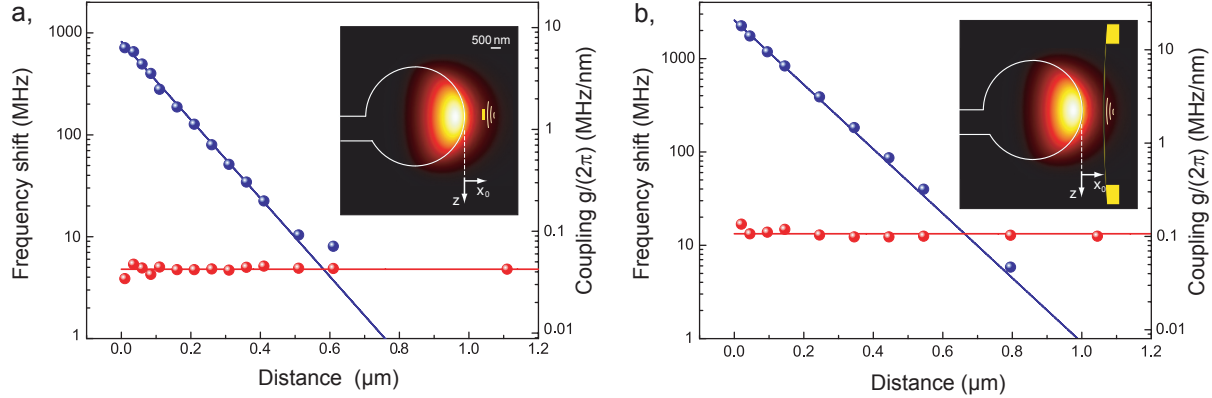 a,
1000
100
10
1
Frequency shift (MHz)
0.0 0.2 0.4 0.6 0.8 1.0 1.2
Distance (µm)
10
1
0.1
0.01
Coupling g/(2π) (MHz/nm)
500 nm
x₀
z
b,
1000
100
10
1
Frequency shift (MHz)
0.0 0.2 0.4 0.6 0.8 1.0 1.2
Distance (µm)
10
1
0.1
0.01
Coupling g/(2π) (MHz/nm)
x₀
z